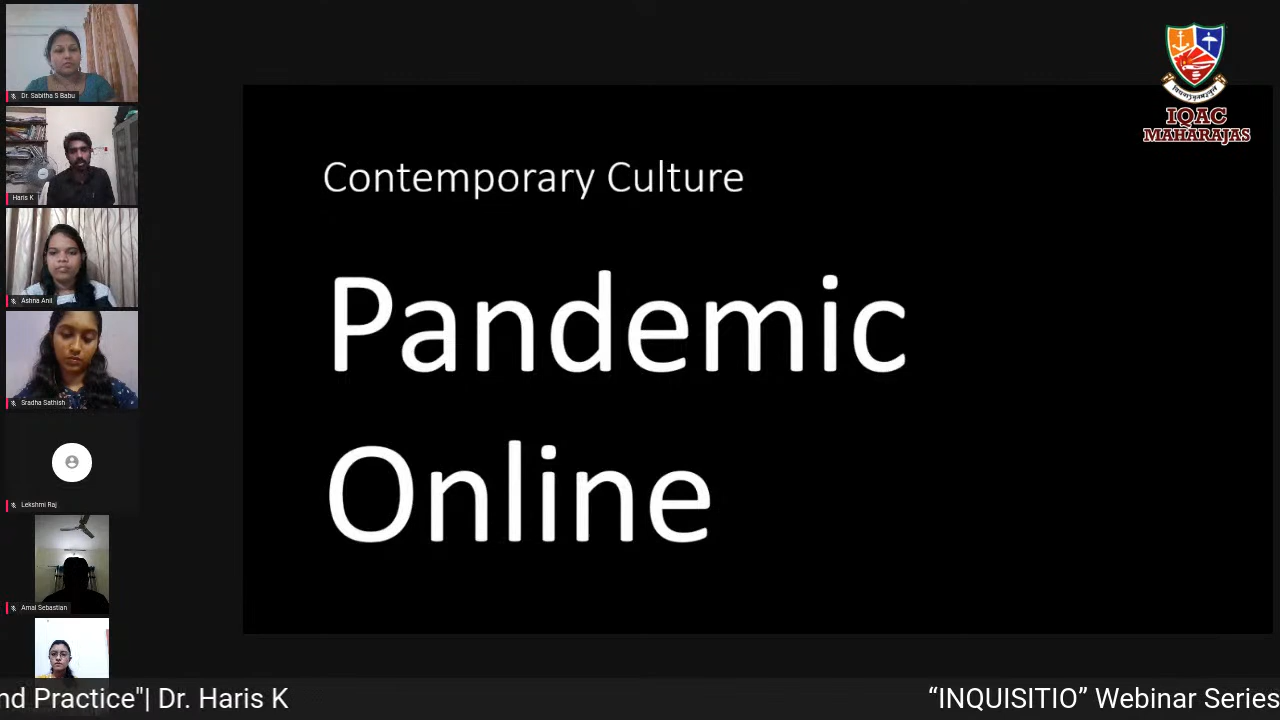 Dr. Sabitha S Babu
Haris K
Ashna Anil
Sradha Sathish
Lekshmi Raj
Amal Sebastian
IQAC
MAHARAJAS
Contemporary Culture
Pandemic
Online
nd Practice"| Dr. Haris K
“INQUISITIO” Webinar Series